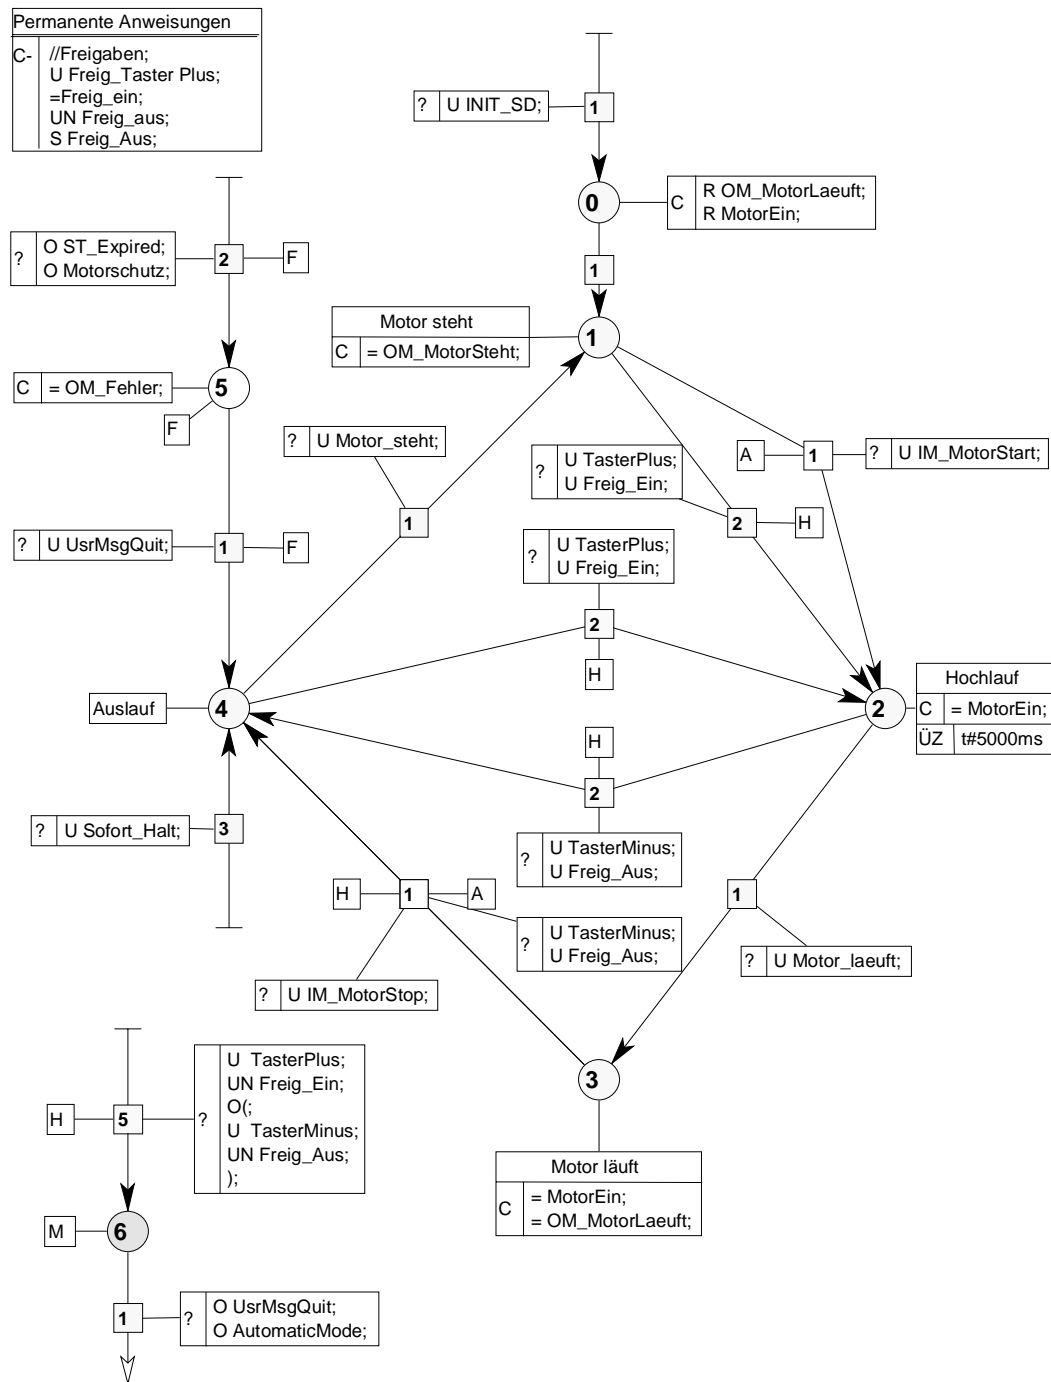 Permanente Anweisungen
C- //Freigaben;
U Freig_Taster Plus;
=Freig_ein;
UN Freig_aus;
S Freig_Aus;
? U INIT_SD;
1
0
C R OM_MotorLaeuft;
R MotorEin;
1
? O ST_Expired;
O Motorschutz;
2
F
Motor steht
C = OM_MotorSteht;
1
C = OM_Fehler;
5
F
? U Motor_steht;
1
? U TasterPlus;
U Freig_Ein;
2
H
A
1
? U IM_MotorStart;
? U UsrMsgQuit;
1
F
? U TasterPlus;
U Freig_Ein;
2
H
Auslauf
4
2
Hochlauf
C = MotorEin;
ÜZ t#5000ms
H
2
? U TasterMinus;
U Freig_Aus;
? U Sofort_Halt;
3
H
1
A
? U TasterMinus;
U Freig_Aus;
? U IM_MotorStop;
1
? U Motor_laeuft;
3
Motor läuft
C = MotorEin;
= OM_MotorLaeuft;
H
5
? U TasterPlus;
UN Freig_Ein;
O(;
U TasterMinus;
UN Freig_Aus;
);
M
6
1
? O UsrMsgQuit;
O AutomaticMode;